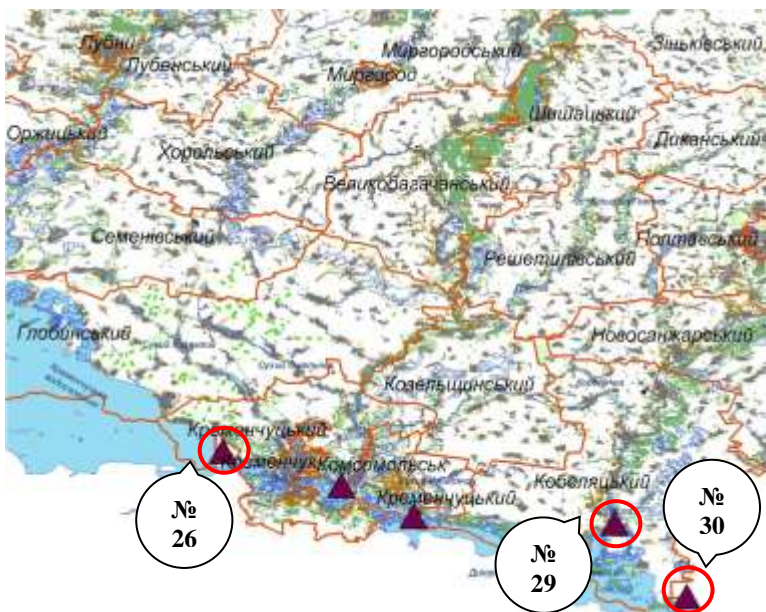 Лубни
Лубенський
Миргородський
Зіньківський
Миргород
Шишацький
Оржицький
Хорольський
Диканський
Великобагачанський
Семенівський
Решетилівський
Полтавський
Глобинський
Новосанжарський
Козельщинський
Кременчуцький
Кременчук
Комсомольськ
Кобеляцький
Кременчуцький
№
26
№
29
№
30